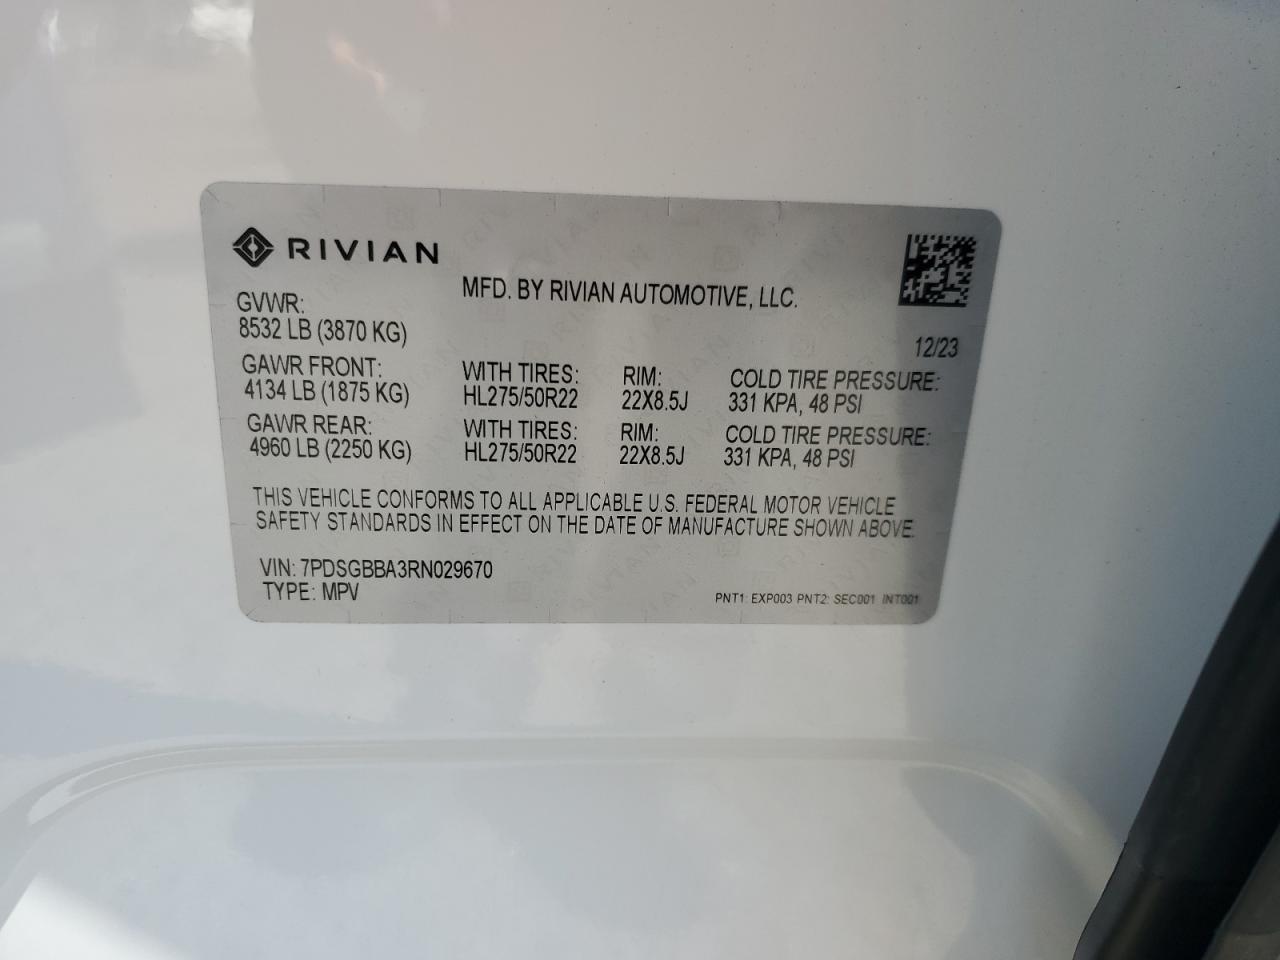 RIVIAN
MFD. BY RIVIAN AUTOMOTIVE, LLC.
GVWR:
8532 LB (3870 KG)
12/23
GAWR FRONT: WITH TIRES: RIM: COLD TIRE PRESSURE:
4134 LB (1875 KG) HL275/50R22 22X8.5J 331 KPA, 48 PSI
GAWR REAR: WITH TIRES: RIM: COLD TIRE PRESSURE:
4960 LB (2250 KG) HL275/50R22 22X8.5J 331 KPA, 48 PSI
THIS VEHICLE CONFORMS TO ALL APPLICABLE U.S. FEDERAL MOTOR VEHICLE
SAFETY STANDARDS IN EFFECT ON THE DATE OF MANUFACTURE SHOWN ABOVE.
VIN: 7PDSGBBA3RN029670
TYPE: MPV
PNT1: EXP003 PNT2: SEC001 INT001